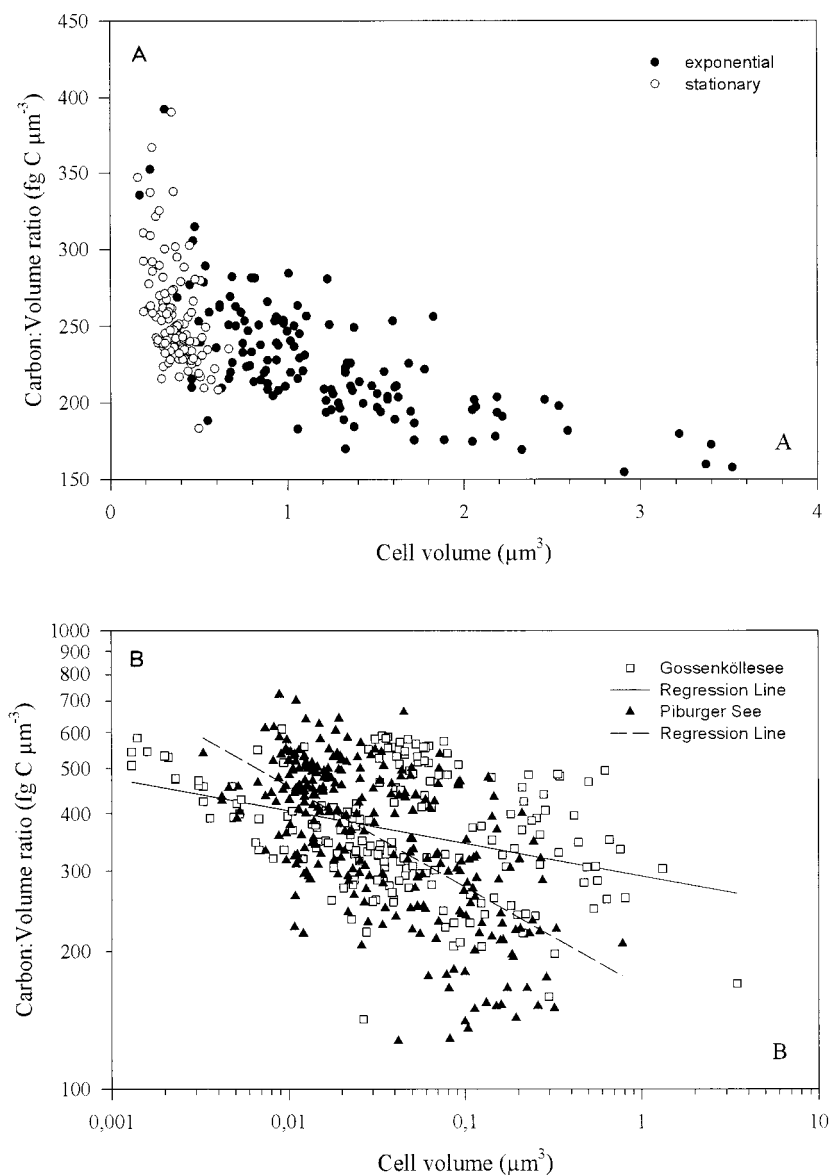 450
400
350
300
250
200
150
Carbon:Volume ratio (fg C μm⁻³)
A
exponential
stationary
A
0
1
2
3
4
Cell volume (μm³)
1000
900
800
700
600
500
400
300
200
100
Carbon:Volume ratio (fg C μm⁻³)
B
Gossenköllesee
Regression Line
Piburger See
Regression Line
B
0,001
0,01
0,1
1
10
Cell volume (μm³)